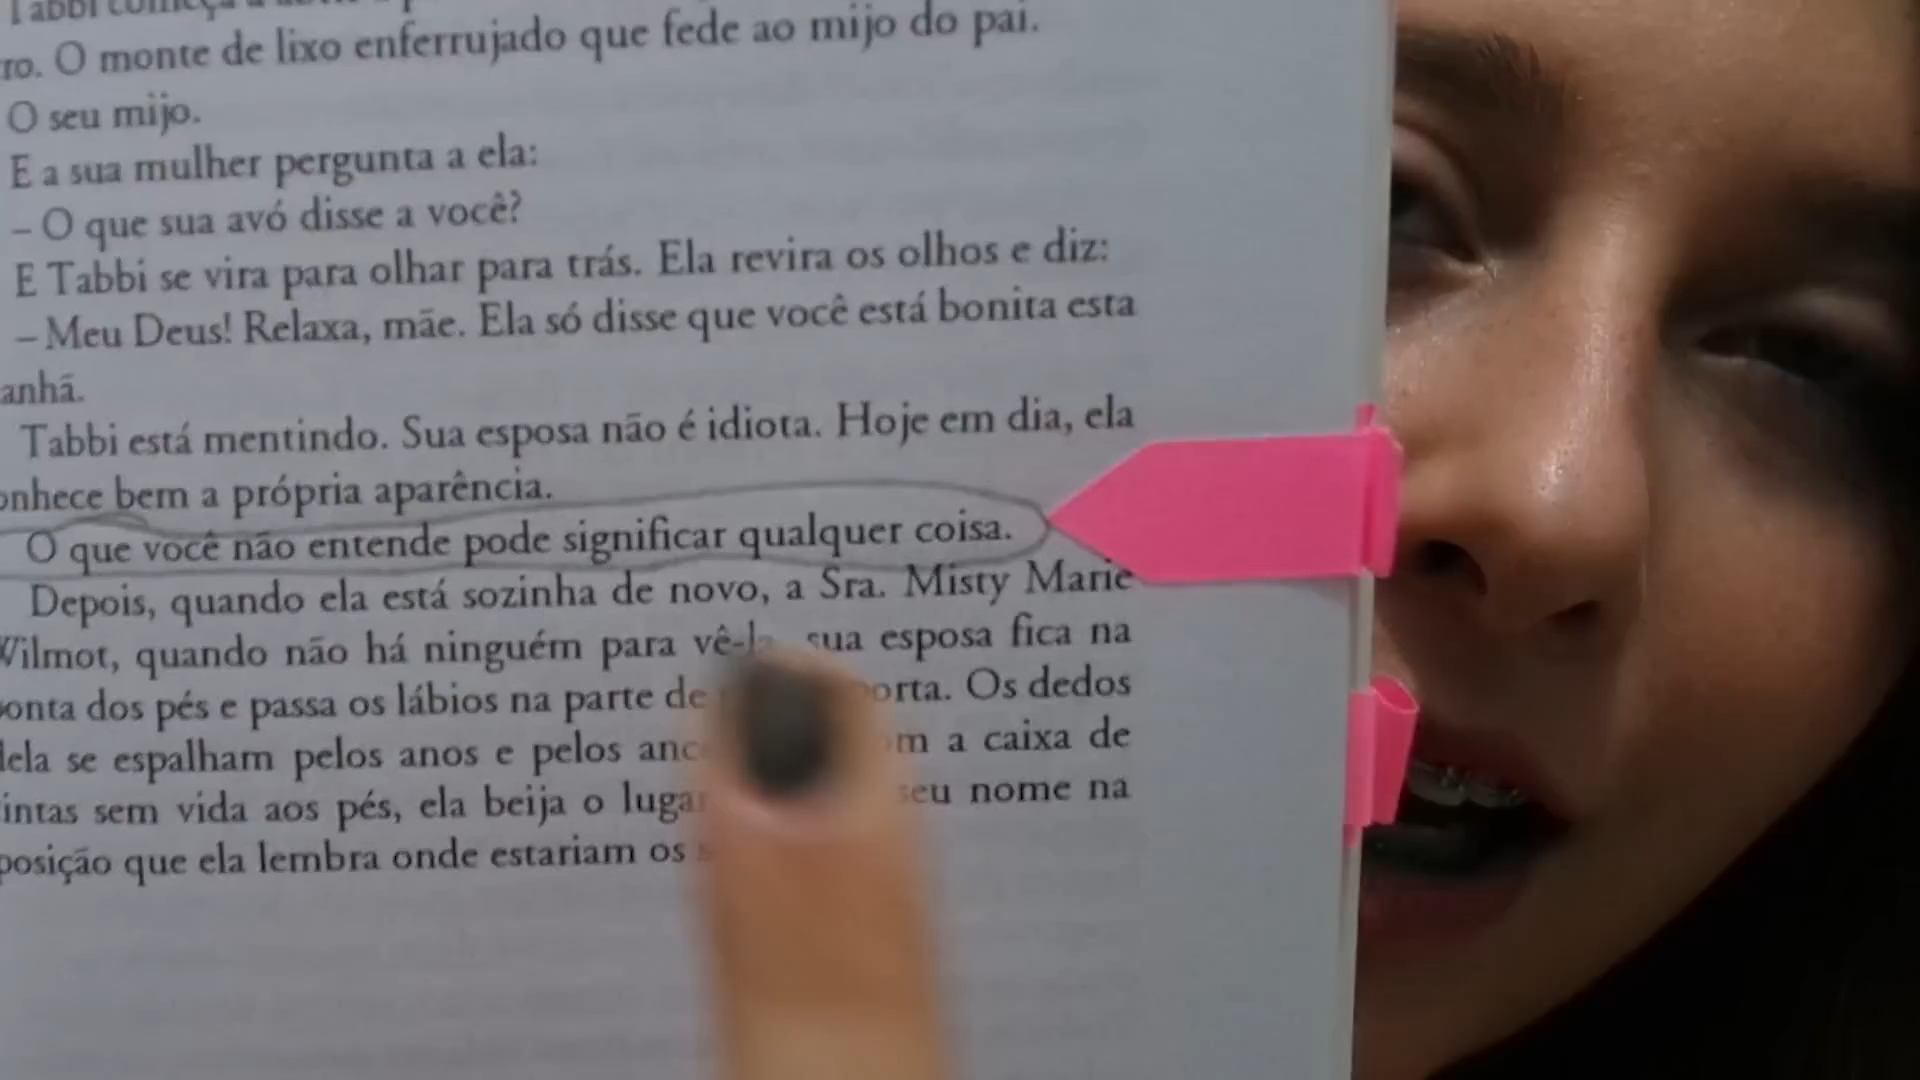 Tabbi começa a
ro. O monte de lixo enferrujado que fede ao mijo do pai.
O seu mijo.
E a sua mulher pergunta a ela:
– O que sua avó disse a você?
E Tabbi se vira para olhar para trás. Ela revira os olhos e diz:
– Meu Deus! Relaxa, mãe. Ela só disse que você está bonita esta
anhã.
Tabbi está mentindo. Sua esposa não é idiota. Hoje em dia, ela
onhece bem a própria aparência.
O que você não entende pode significar qualquer coisa.
Depois, quando ela está sozinha de novo, a Sra. Misty Marie
Wilmot, quando não há ninguém para vê-la, sua esposa fica na
onta dos pés e passa os lábios na parte de orta. Os dedos
dela se espalham pelos anos e pelos anc m a caixa de
intas sem vida aos pés, ela beija o lugar seu nome na
posição que ela lembra onde estariam os